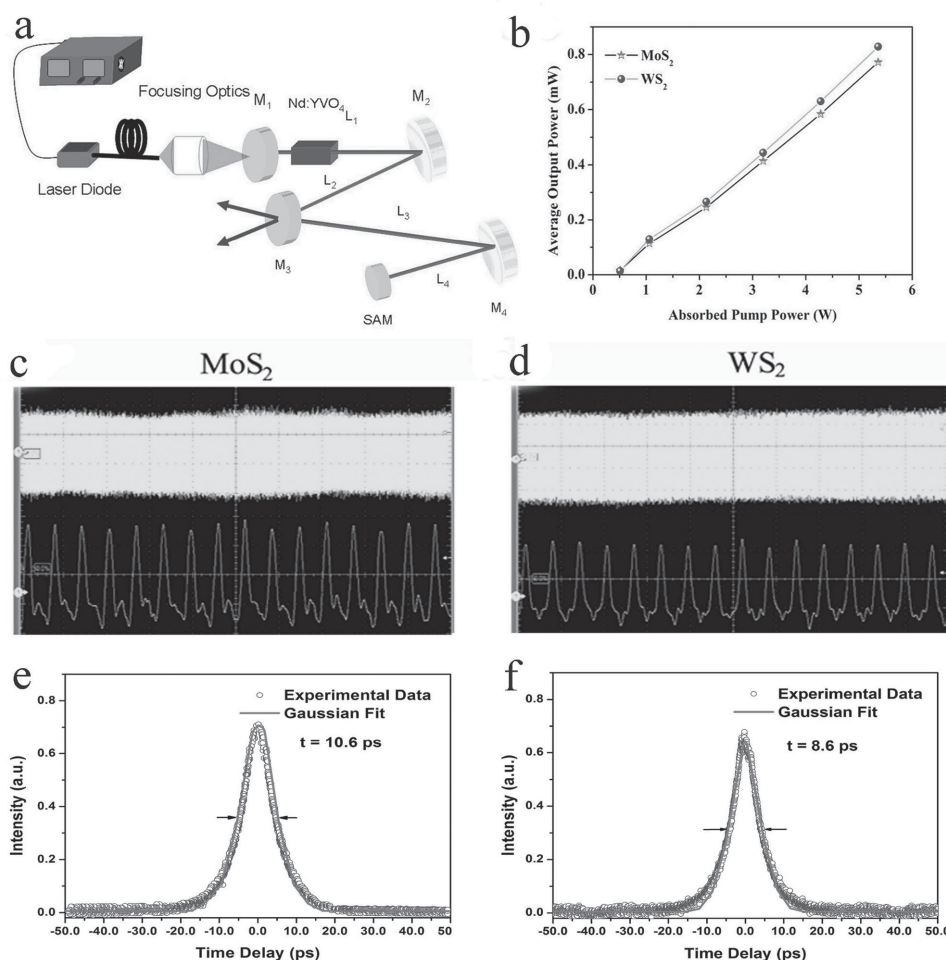 a
Focusing Optics
M1
Nd:YVO4
L1
M2
Laser Diode
L2
L3
M3
L4
SAM
M4
b
Average Output Power (mW)
0.8
0.6
0.4
0.2
0.0
MoS2
WS2
0 1 2 3 4 5 6
Absorbed Pump Power (W)
c
MoS2
50.0%
d
WS2
e
Intensity (a.u.)
0.8
0.6
0.4
0.2
0.0
Experimental Data
Gaussian Fit
t = 10.6 ps
-50.0 -40.0 -30.0 -20.0 -10.0 0.0 10.0 20.0 30.0 40.0 50
Time Delay (ps)
f
Intensity (a.u.)
0.8
0.6
0.4
0.2
0.0
Experimental Data
Gaussian Fit
t = 8.6 ps
-50.0 -40.0 -30.0 -20.0 -10.0 0.0 10.0 20.0 30.0 40.0 50.0
Time Delay (ps)